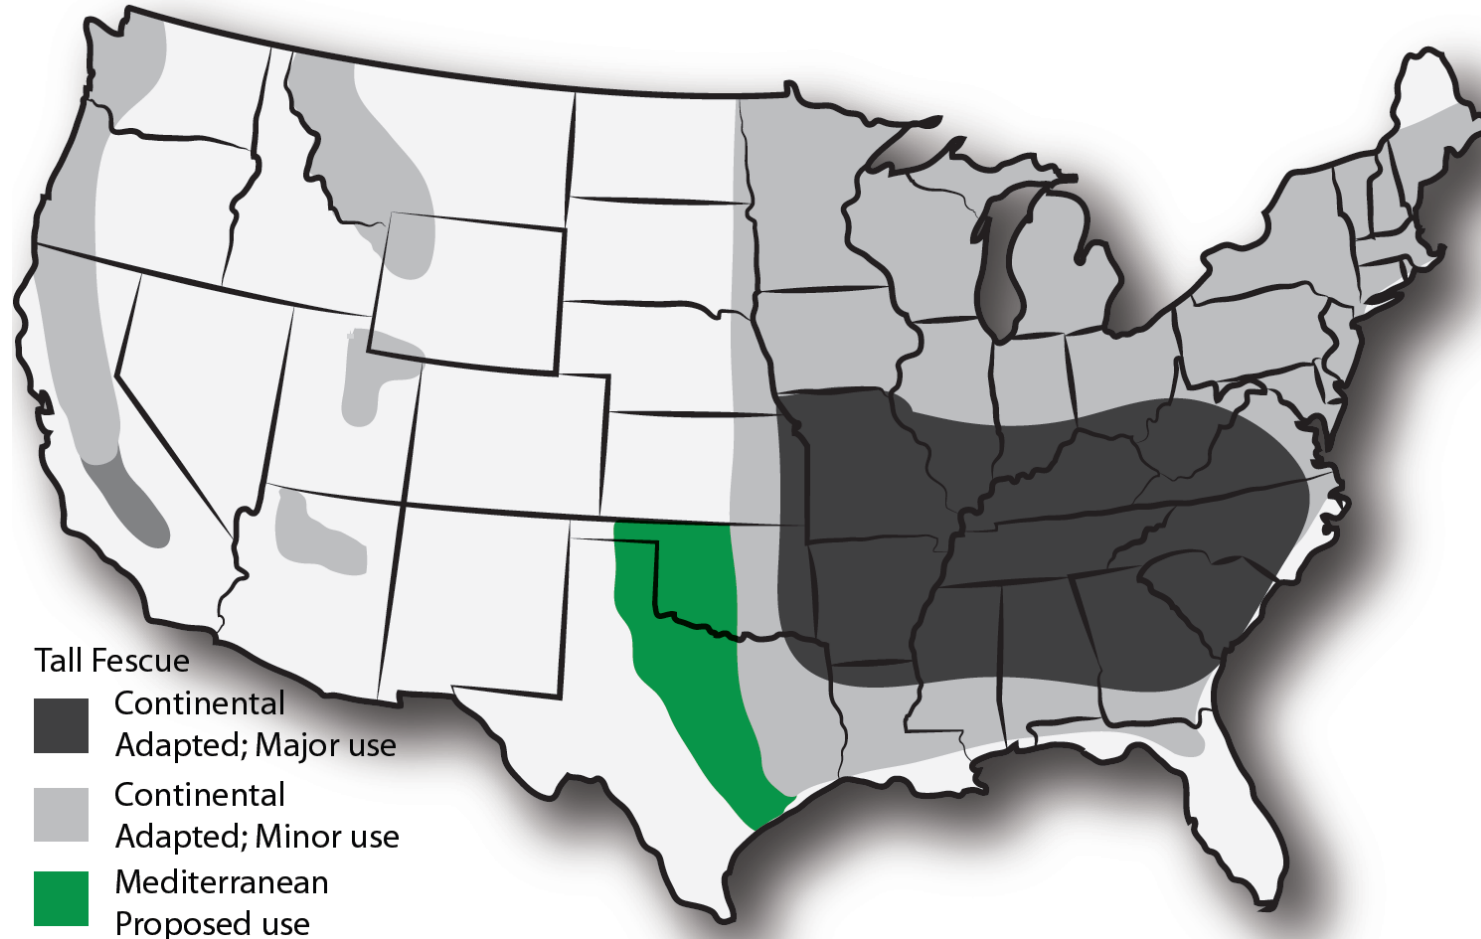 Tall Fescue
Continental
Adapted; Major use
Continental
Adapted; Minor use
Mediterranean
Proposed use